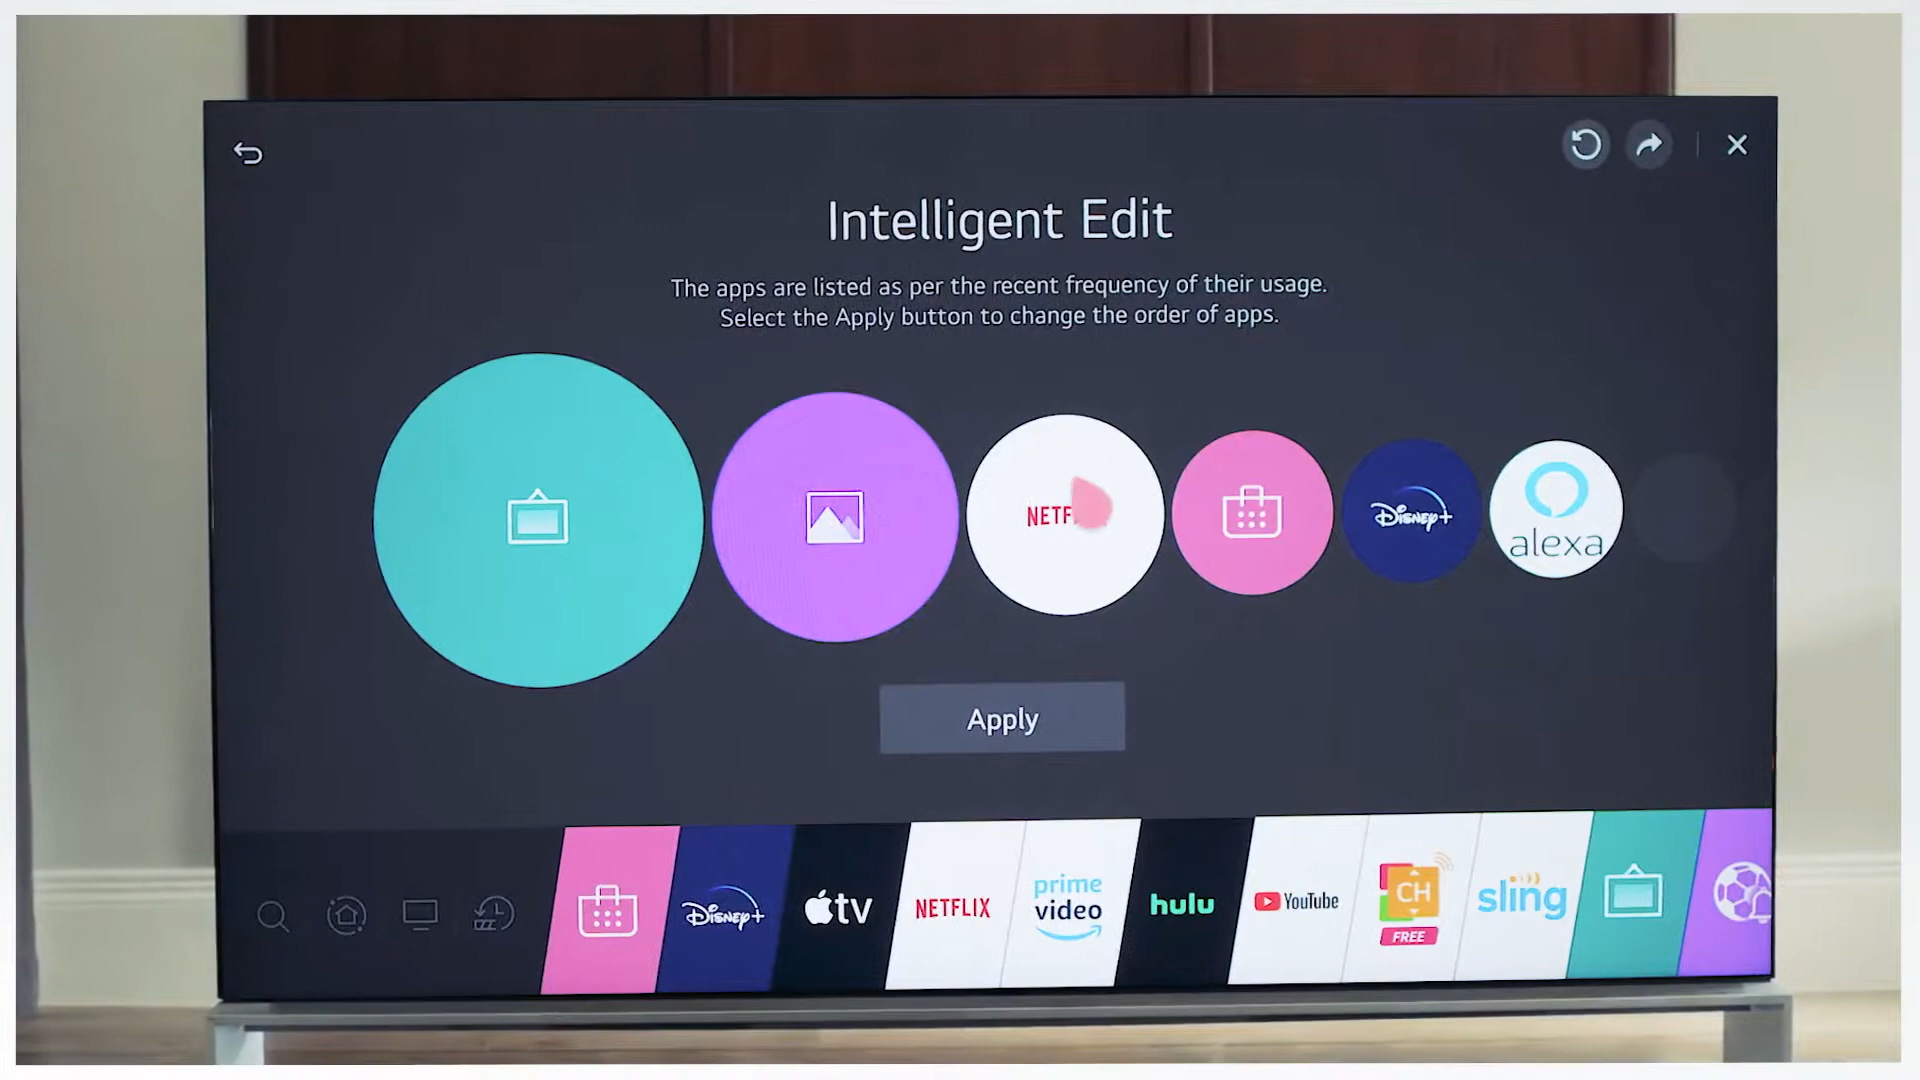 Intelligent Edit
The apps are listed as per the recent frequency of their usage.
Select the Apply button to change the order of apps.
NETF
Disney+
alexa
Apply
Disney+
tv
NETFLIX
prime
video
hulu
YouTube
CH
FREE
sling